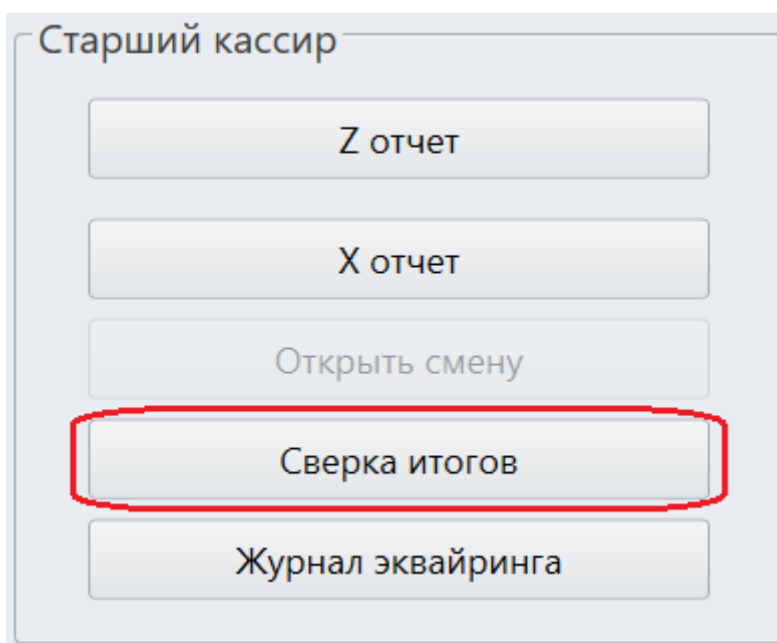 Старший кассир
Z отчет
X отчет
Открыть смену
Сверка итогов
Журнал эквайринга